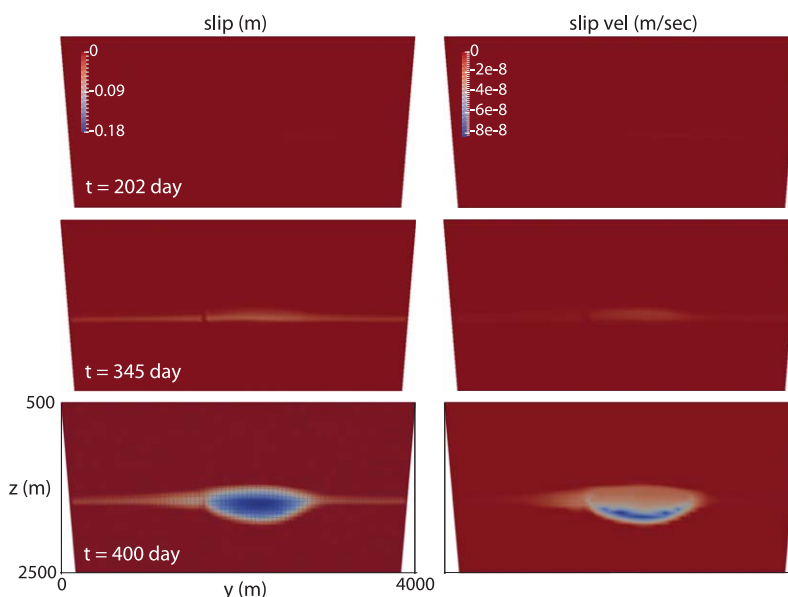 slip (m)
slip vel (m/sec)
0
-0.09
-0.18
0
-2e-8
-4e-8
-6e-8
-8e-8
t = 202 day
t = 345 day
500
z (m)
t = 400 day
2500
0
y (m)
4000